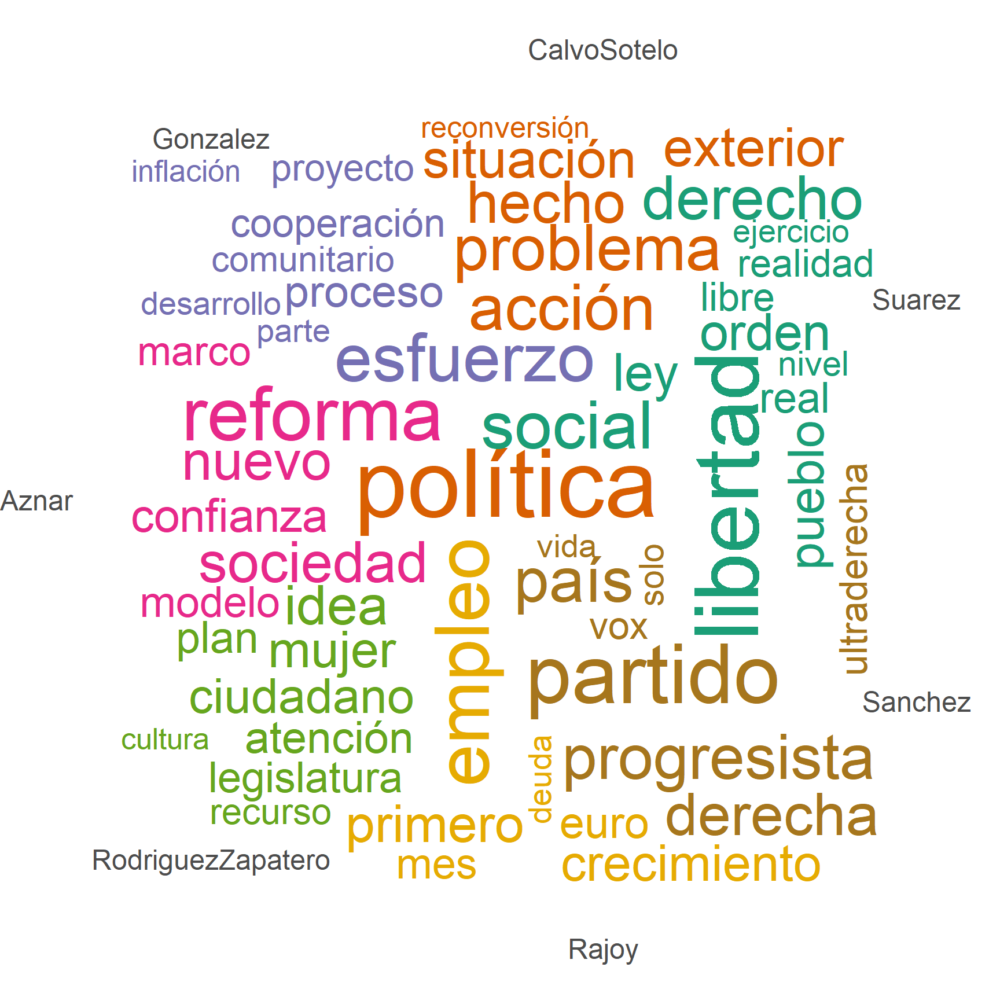 CalvoSotelo
reconversión
Gonzalez
situación
exterior
inflación
proyecto
hecho
derecho
cooperación
ejercicio
problema
comunitario
realidad
proceso
libre
Suarez
desarrollo
acción
parte
orden
marco
esfuerzo
ley
nivel
reforma
social
real
libertad
nuevo
política
pueblo
Aznar
confianza
ultraderecha
vida
sociedad
país
solo
modelo
idea
vox
plan
mujer
empleo
partido
ciudadano
Sanchez
cultura
atención
progresista
legislatura
deuda
recurso
primero
euro
derecha
RodriguezZapatero
mes
crecimiento
Rajoy